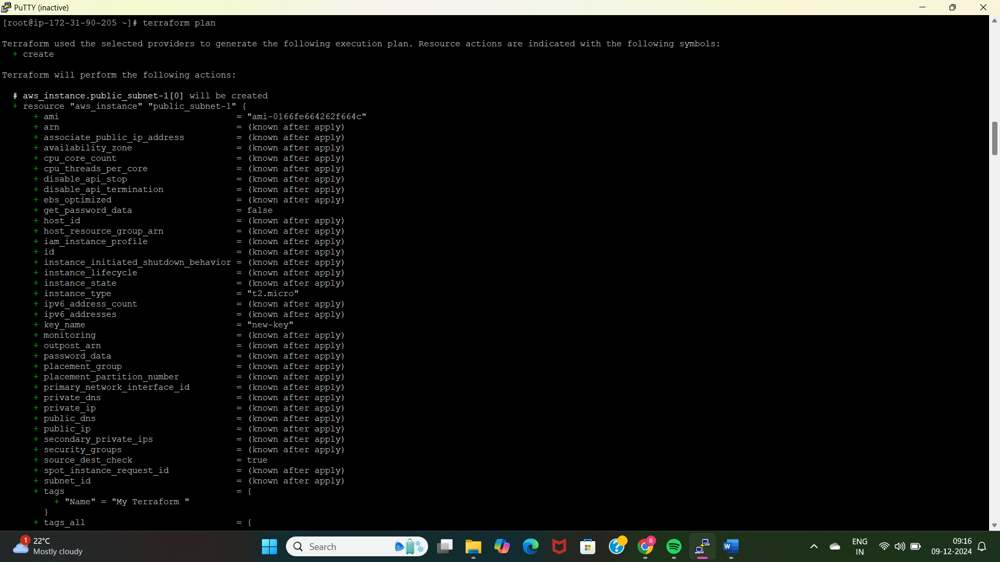 PuTTY (inactive)
[root@ip-172-31-90-205 ~]# terraform plan
Terraform used the selected providers to generate the following execution plan. Resource actions are indicated with the following symbols:
+ create
Terraform will perform the following actions:
# aws_instance.public_subnet-1[0] will be created
+ resource "aws_instance" "public_subnet-1" {
+ ami = "ami-0166fe664262f664c"
+ arn = (known after apply)
+ associate_public_ip_address = (known after apply)
+ availability_zone = (known after apply)
+ cpu_core_count = (known after apply)
+ cpu_threads_per_core = (known after apply)
+ disable_api_stop = (known after apply)
+ disable_api_termination = (known after apply)
+ ebs_optimized = (known after apply)
+ get_password_data = false
+ host_id = (known after apply)
+ host_resource_group_arn = (known after apply)
+ iam_instance_profile = (known after apply)
+ id = (known after apply)
+ instance_initiated_shutdown_behavior = (known after apply)
+ instance_lifecycle = (known after apply)
+ instance_state = (known after apply)
+ instance_type = "t2.micro"
+ ipv6_address_count = (known after apply)
+ ipv6_addresses = (known after apply)
+ key_name = "new-key"
+ monitoring = (known after apply)
+ outpost_arn = (known after apply)
+ password_data = (known after apply)
+ placement_group = (known after apply)
+ placement_partition_number = (known after apply)
+ primary_network_interface_id = (known after apply)
+ private_dns = (known after apply)
+ private_ip = (known after apply)
+ public_dns = (known after apply)
+ public_ip = (known after apply)
+ secondary_private_ips = (known after apply)
+ security_groups = (known after apply)
+ source_dest_check = true
+ spot_instance_request_id = (known after apply)
+ subnet_id = (known after apply)
+ tags = {
+ "Name" = "My Terraform "
}
+ tags_all = {
1
22°C
Mostly cloudy
Search
B
W
ENG
IN
09:16
09-12-2024